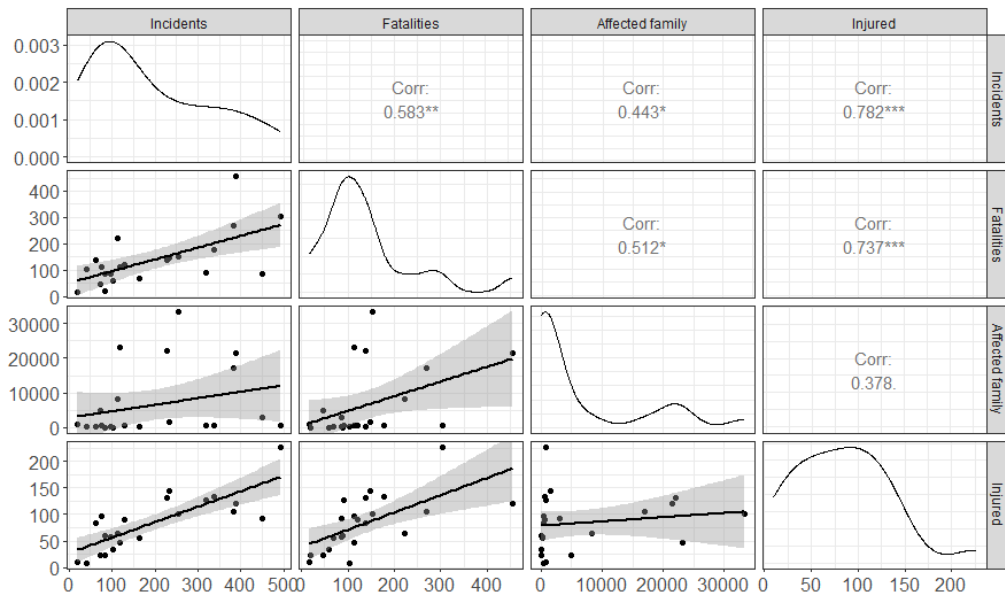 Incidents Fatalities Affected family Injured
0.003
0.002
0.001
0.000
Corr:
0.583**
Corr:
0.443*
Corr:
0.782***
Incidents
400
300
200
100
0
Corr:
0.512*
Corr:
0.737***
Fatalities
30000
20000
10000
0
Corr:
0.378.
Affected family
200
150
100
50
0
Injured
0 100 200 300 400 500 0 100 200 300 400 0 10000 20000 30000 0 50 100 150 200